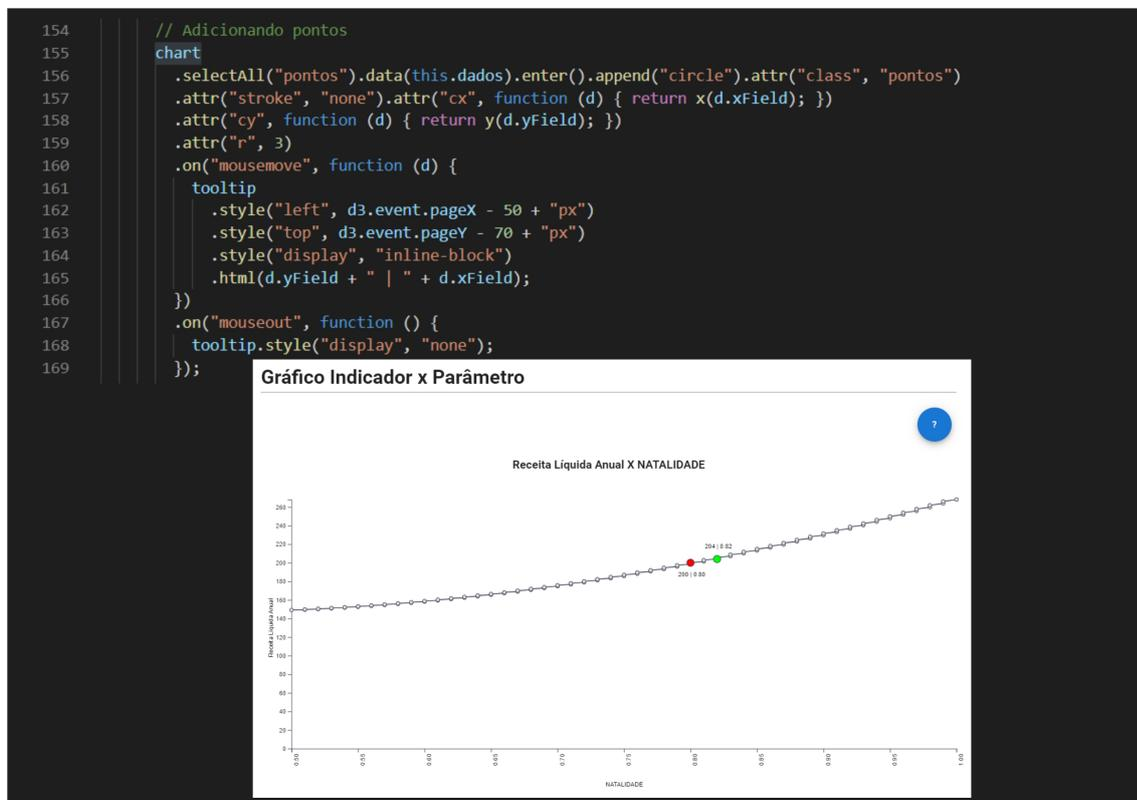 154 // Adicionando pontos
155 chart
156 .selectAll("pontos").data(this.dados).enter().append("circle").attr("class", "pontos")
157 .attr("stroke", "none").attr("cx", function (d) { return x(d.xField); })
158 .attr("cy", function (d) { return y(d.yField); })
159 .attr("r", 3)
160 .on("mousemove", function (d) {
161 tooltip
162 .style("left", d3.event.pageX - 50 + "px")
163 .style("top", d3.event.pageY - 70 + "px")
164 .style("display", "inline-block")
165 .html(d.yField + " | " + d.xField);
166 })
167 .on("mouseout", function () {
168 tooltip.style("display", "none");
169 });
Gráfico Indicador x Parâmetro
?
Receita Líquida Anual X NATALIDADE
260
240
220
200
180
160
140
120
100
80
60
40
20
0
Receita Líquida Anual
204 | 0.82
200 | 0.80
0.50
0.55
0.60
0.65
0.70
0.75
0.80
0.85
0.90
0.95
1.00
NATALIDADE